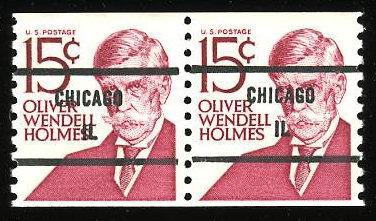 U.S. POSTAGE
15¢
CHICAGO
OLIVER
WENDELL
IL
HOLMES
U.S. POSTAGE
15¢
CHICAGO
OLIVER
WENDELL
IL
HOLMES